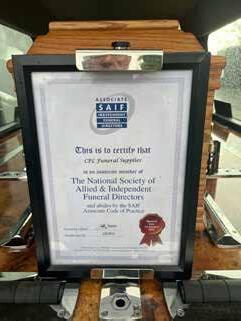 ASSOCIATE
SAIF
INDEPENDENT
FUNERAL
DIRECTORS
This is to certify that
CPL Funeral Supplies
is an associate member of
The National Society of
Allied & Independent
Funeral Directors
and abides by the SAIF
Associate Code of Practice